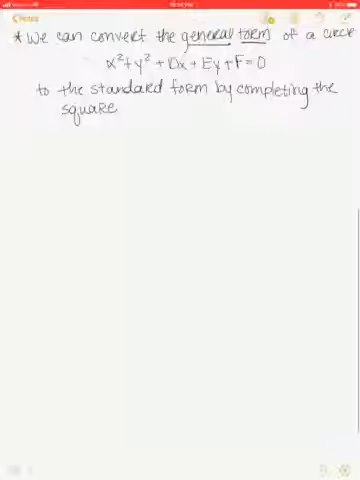 Notes
*We can convert the general form of a circle
x²+y²+Dx+Ey+F=0
to the standard form by completing the
square